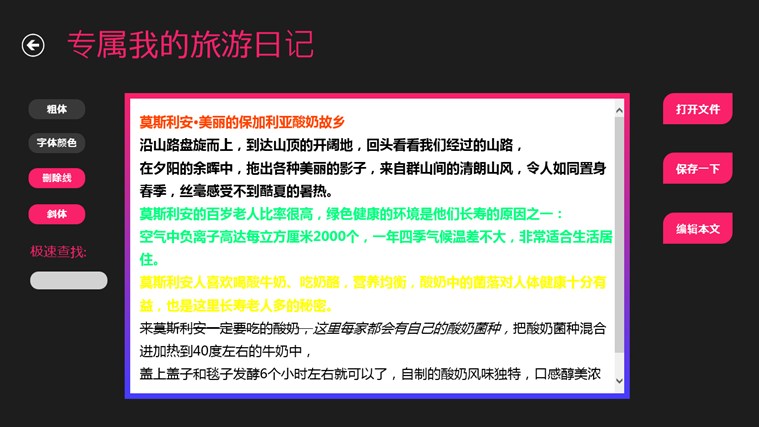 专属我的旅游日记
粗体
字体颜色
删除线
斜体
极速查找:
莫斯利安•美丽的保加利亚酸奶故乡
沿山路盘旋而上，到达山顶的开阔地，回头看看我们经过的山路，
在夕阳的余晖中，拖出各种美丽的影子，来自群山间的清朗山风，令人如同置身
春季，丝毫感受不到酷夏的暑热。
莫斯利安的百岁老人比率很高，绿色健康的环境是他们长寿的原因之一：
空气中负离子高达每立方厘米2000个，一年四季气候温差不大，非常适合生活居
住。
莫斯利安人喜欢喝酸牛奶、吃奶酪，营养均衡，酸奶中的菌落对人体健康十分有
益，也是这里长寿老人多的秘密。
来莫斯利安一定要吃的酸奶，这里每家都会有自己的酸奶菌种，把酸奶菌种混合
进加热到40度左右的牛奶中，
盖上盖子和毯子发酵6个小时左右就可以了，自制的酸奶风味独特，口感醇美浓
打开文件
保存一下
编辑本文